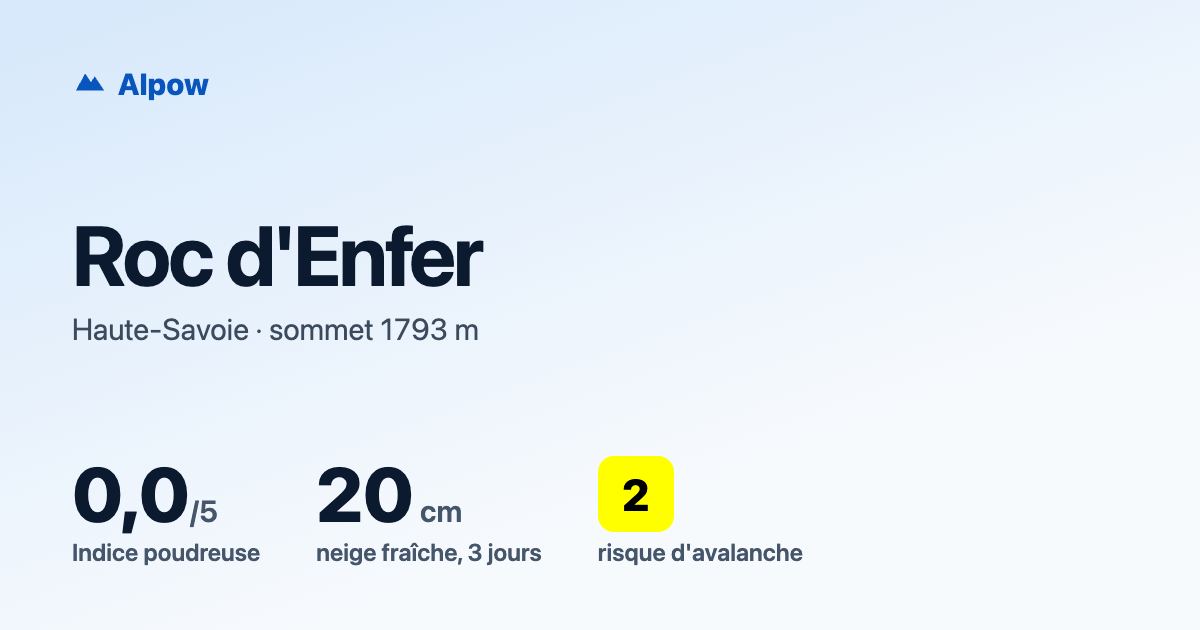 Alpow
Roc d'Enfer
Haute-Savoie · sommet 1793 m
0,0/5
Indice poudreuse
20 cm
neige fraîche, 3 jours
2
risque d'avalanche